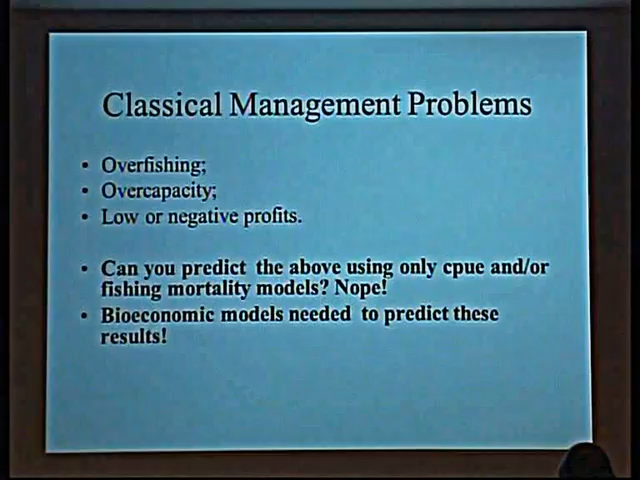 Classical Management Problems
• Overfishing;
• Overcapacity;
• Low or negative profits.
• Can you predict the above using only cpue and/or
fishing mortality models? Nope!
• Bioeconomic models needed to predict these
results!